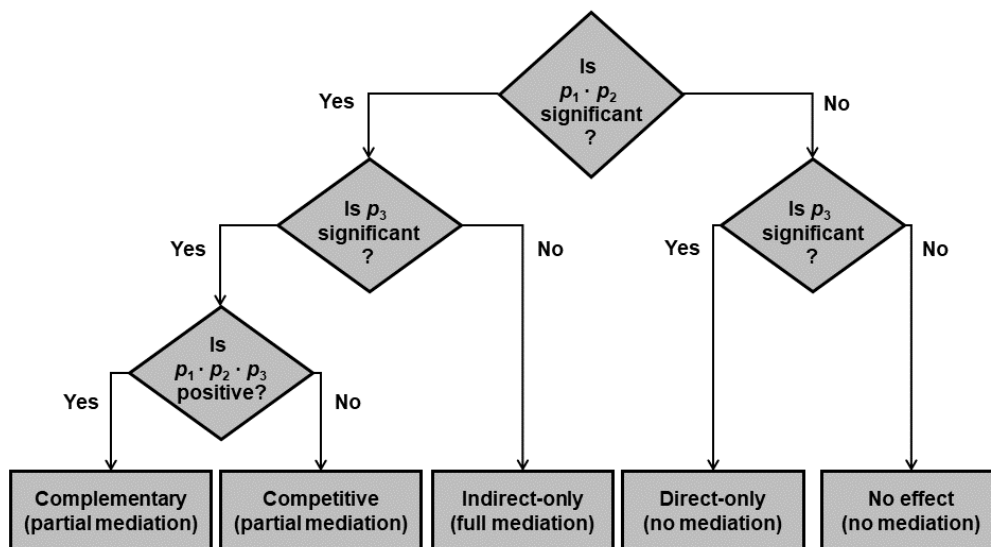 Is
p₁ · p₂
significant
?
Yes
No
Is p₃
significant
?
Is p₃
significant
?
Yes
No
Yes
No
Is
p₁ · p₂ · p₃
positive?
Yes
No
Complementary
(partial mediation)
Competitive
(partial mediation)
Indirect-only
(full mediation)
Direct-only
(no mediation)
No effect
(no mediation)